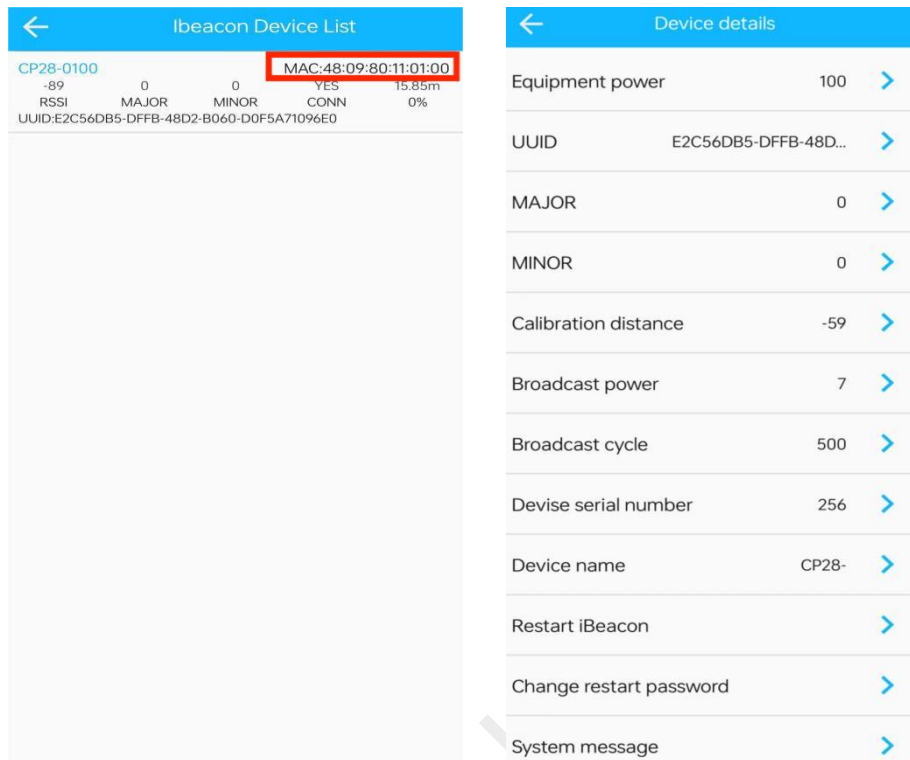 Ibeacon Device List
CP28-0100 MAC:48:09:80:11:01:00
-89 0 0 YES 15.85m
RSSI MAJOR MINOR CONN 0%
UUID:E2C56DB5-DFFB-48D2-B060-D0F5A71096E0
Device details
Equipment power 100
UUID E2C56DB5-DFFB-48D...
MAJOR 0
MINOR 0
Calibration distance -59
Broadcast power 7
Broadcast cycle 500
Devise serial number 256
Device name CP28-
Restart iBeacon
Change restart password
System message